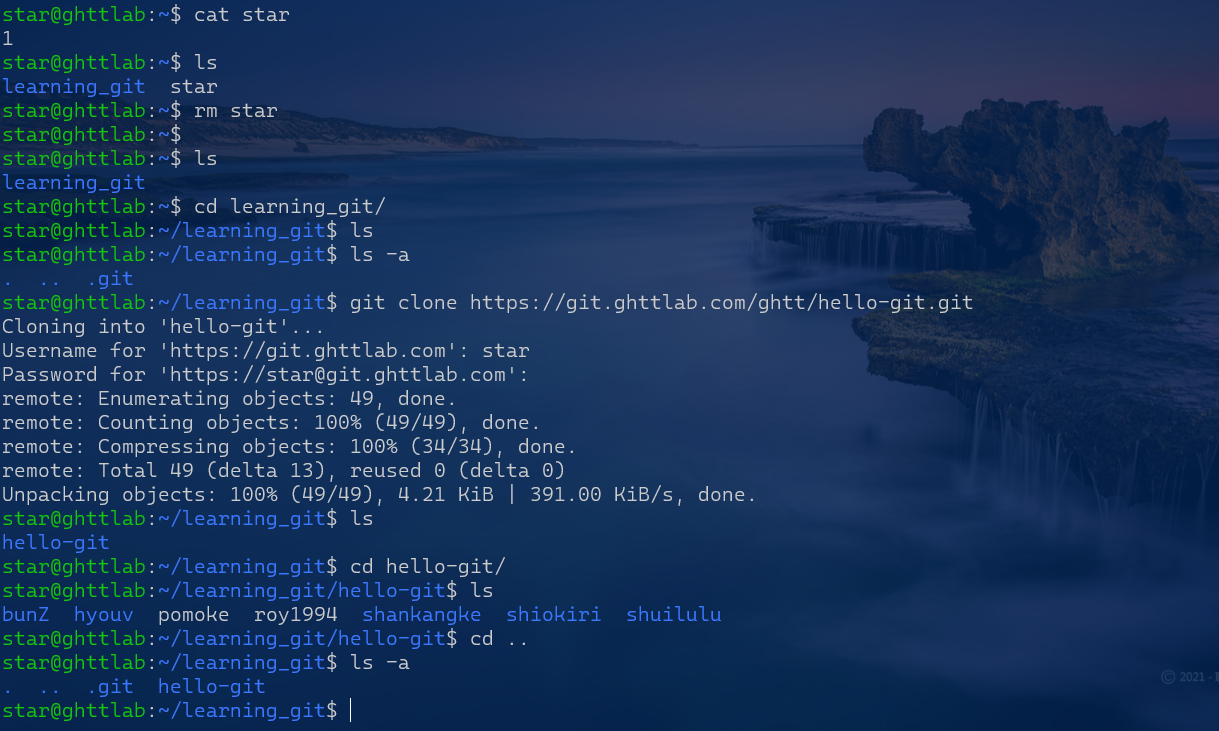 star@ghttlab:~$ cat star
1
star@ghttlab:~$ ls
learning_git  star
star@ghttlab:~$ rm star
star@ghttlab:~$
star@ghttlab:~$ ls
learning_git
star@ghttlab:~$ cd learning_git/
star@ghttlab:~/learning_git$ ls
star@ghttlab:~/learning_git$ ls -a
.  ..  .git
star@ghttlab:~/learning_git$ git clone https://git.ghttlab.com/ghtt/hello-git.git
Cloning into 'hello-git'...
Username for 'https://git.ghttlab.com': star
Password for 'https://star@git.ghttlab.com':
remote: Enumerating objects: 49, done.
remote: Counting objects: 100% (49/49), done.
remote: Compressing objects: 100% (34/34), done.
remote: Total 49 (delta 13), reused 0 (delta 0)
Unpacking objects: 100% (49/49), 4.21 KiB | 391.00 KiB/s, done.
star@ghttlab:~/learning_git$ ls
hello-git
star@ghttlab:~/learning_git$ cd hello-git/
star@ghttlab:~/learning_git/hello-git$ ls
bunZ  hyouv  pomoke  roy1994  shankangke  shiokiri  shuilulu
star@ghttlab:~/learning_git/hello-git$ cd ..
star@ghttlab:~/learning_git$ ls -a
.  ..  .git  hello-git
© 2021 -
star@ghttlab:~/learning_git$